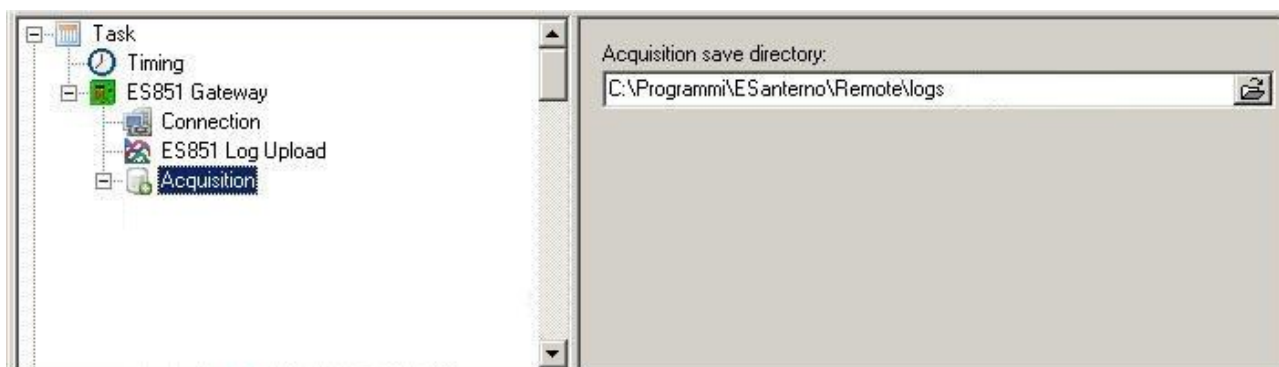 Task
Timing
ES851 Gateway
Connection
ES851 Log Upload
Acquisition
Acquisition save directory:
C:\Programmi\ESanterno\Remote\logs